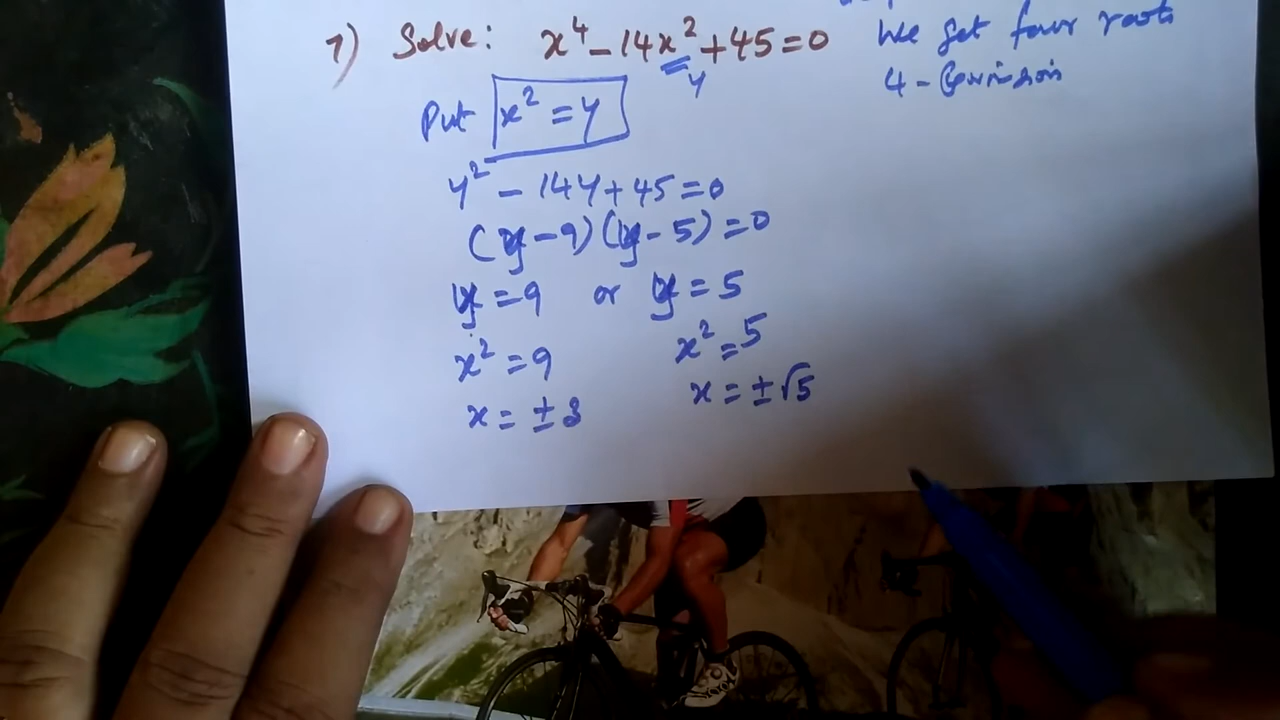 7) Solve: x⁴ - 14x² + 45 = 0 We get four roots
y
4 -
Put x² = y
y² - 14y + 45 = 0
(y - 9) (y - 5) = 0
y = 9 or y = 5
x² = 9 x² = 5
x = ± 3 x = ± √5